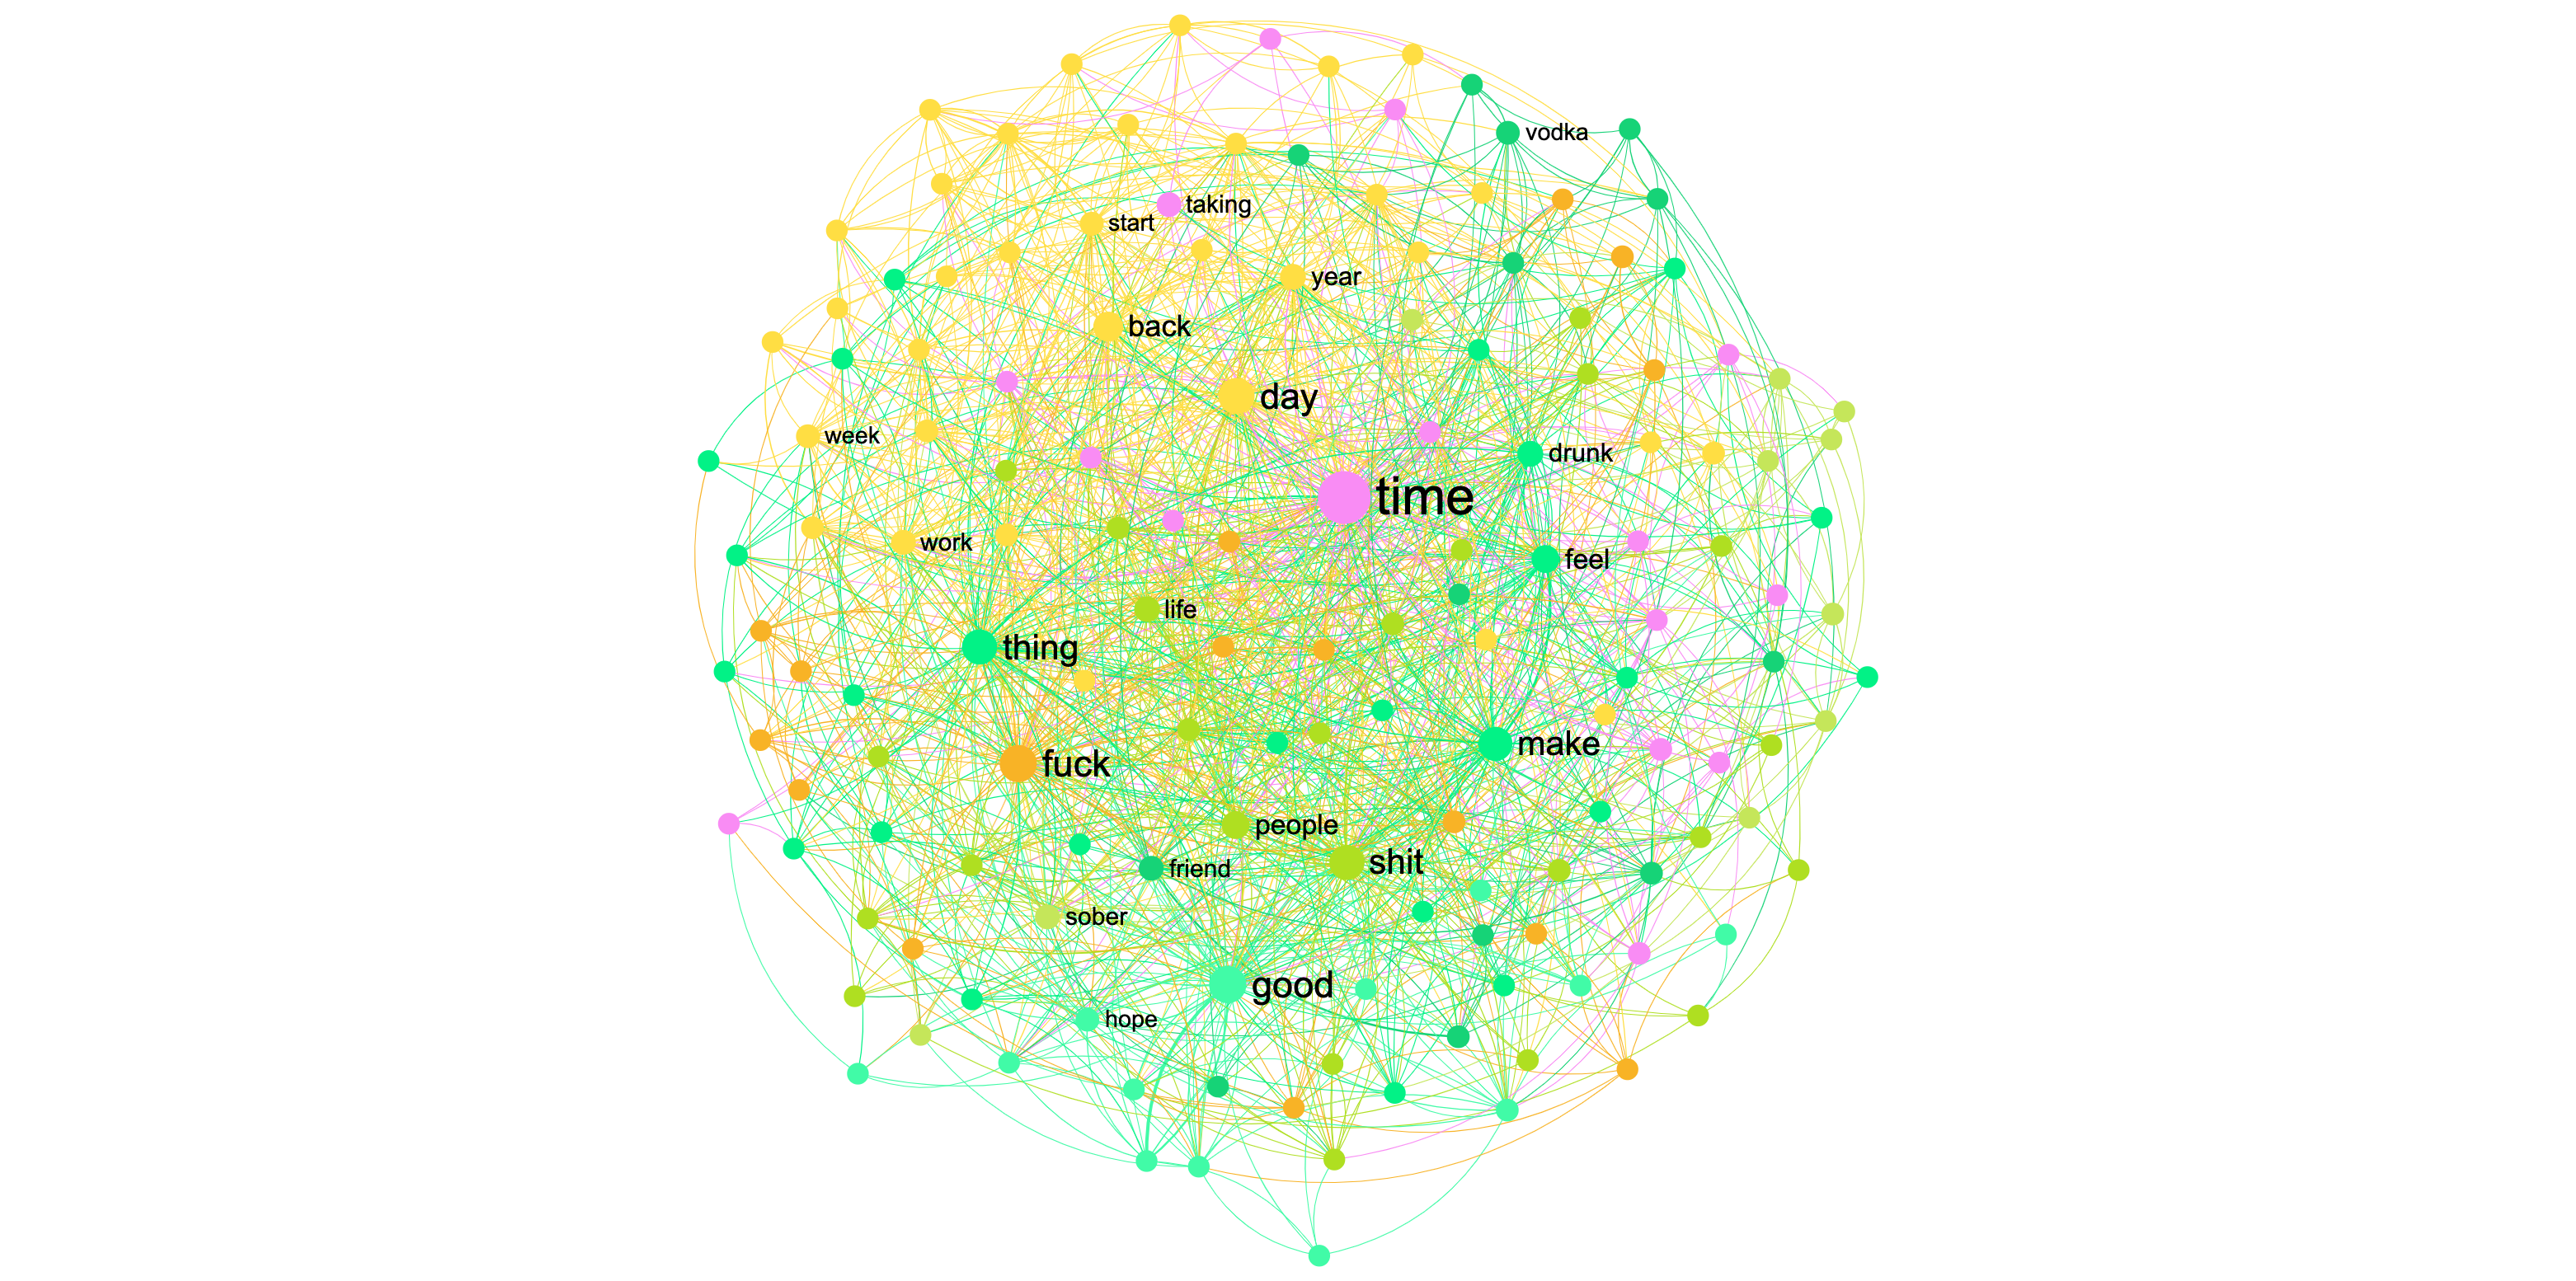 vodka
taking
start
year
back
day
week
drunk
time
work
feel
life
thing
make
fuck
people
shit
friend
sober
good
hope